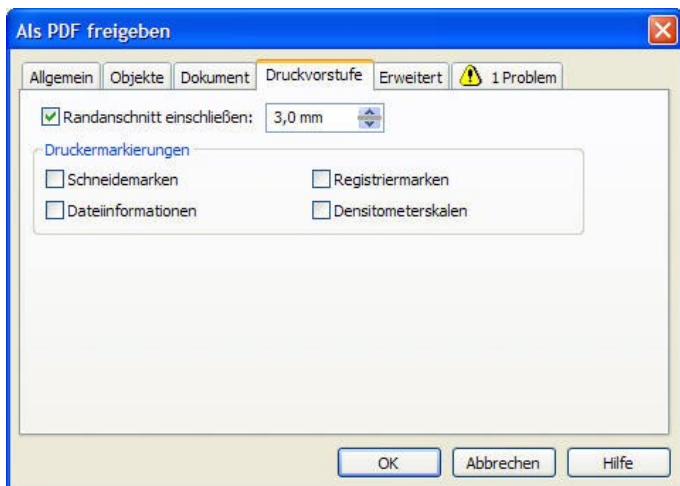 Als PDF freigeben
Allgemein Objekte Dokument Druckvorstufe Erweitert 1 Problem
Randanschnitt einschließen: 3,0 mm
Druckermarkierungen
Schneidemarken Registriermarken
Dateiinformationen Densitometerskalen
OK Abbrechen Hilfe